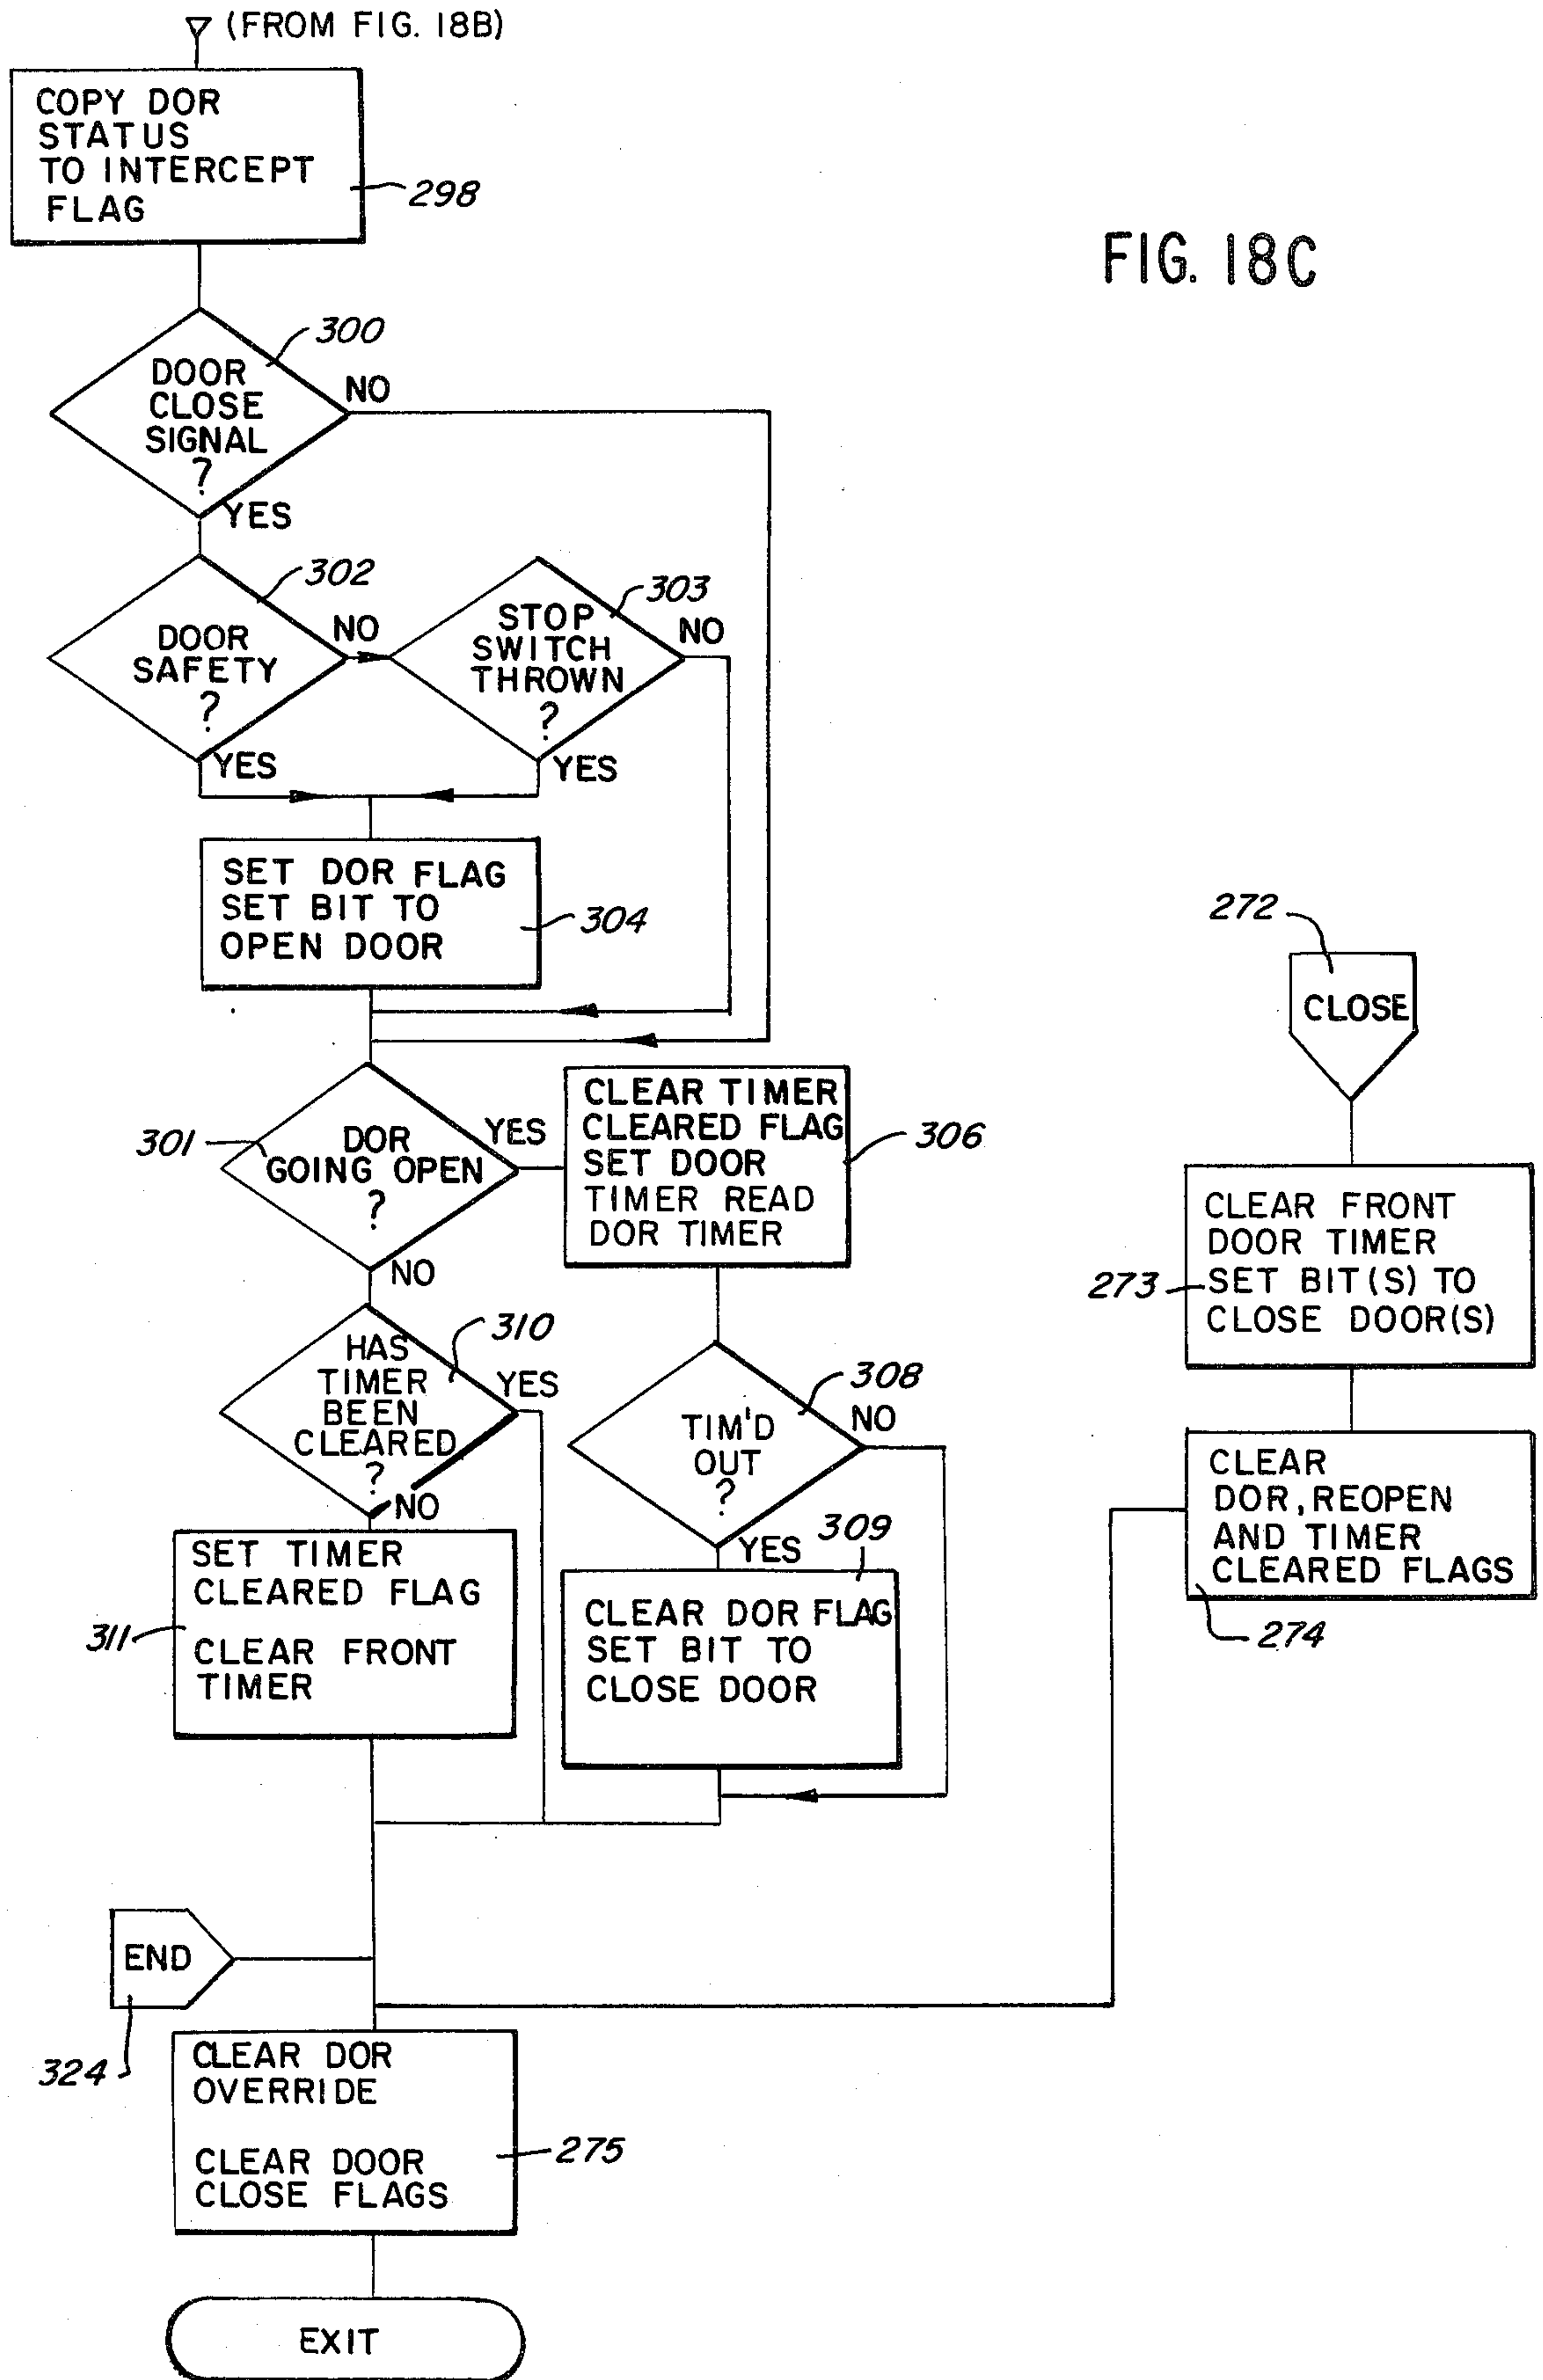 (FROM FIG. 18B)
COPY DOR
STATUS
TO INTERCEPT
FLAG
298
FIG. 18C
300
DOOR
CLOSE
SIGNAL
?
NO
YES
302
DOOR
SAFETY
?
NO
YES
303
STOP
SWITCH
THROWN
?
NO
YES
SET DOR FLAG
SET BIT TO
OPEN DOOR
304
301
DOR
GOING OPEN
?
YES
NO
CLEAR TIMER
CLEARED FLAG
SET DOOR
TIMER READ
DOR TIMER
306
310
HAS
TIMER
BEEN
CLEARED
?
YES
NO
308
TIM'D
OUT
?
NO
YES
309
SET TIMER
CLEARED FLAG
CLEAR FRONT
TIMER
311
CLEAR DOR FLAG
SET BIT TO
CLOSE DOOR
272
CLOSE
CLEAR FRONT
DOOR TIMER
SET BIT(S) TO
CLOSE DOOR(S)
273
CLEAR
DOR, REOPEN
AND TIMER
CLEARED FLAGS
274
END
324
CLEAR DOR
OVERRIDE
CLEAR DOOR
CLOSE FLAGS
275
EXIT